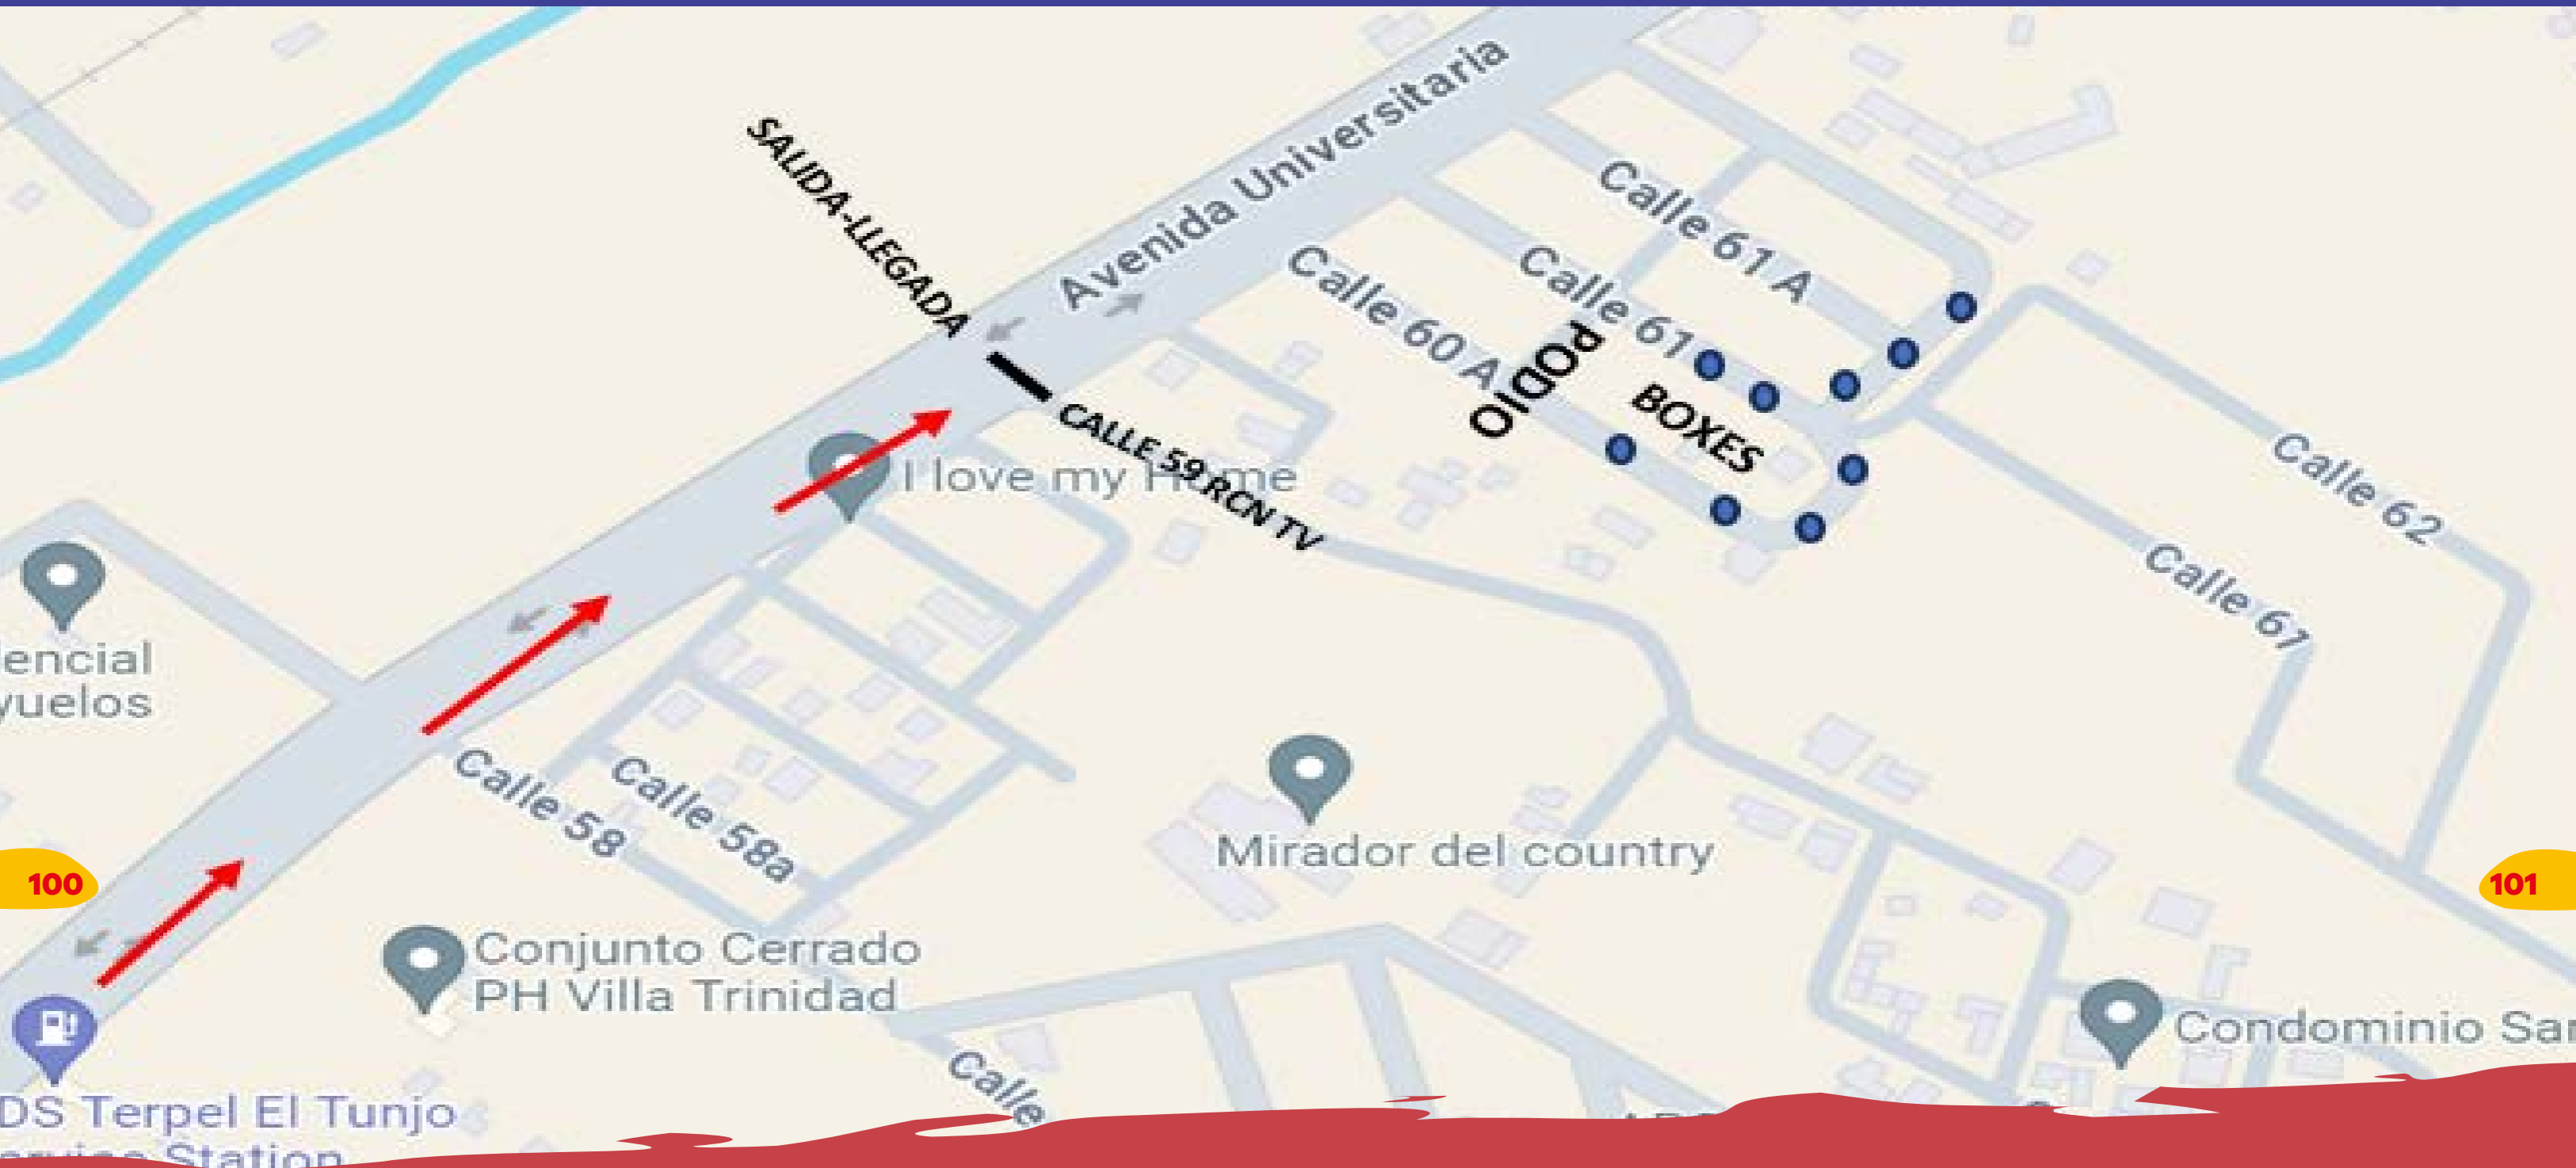 SALIDA-LLEGADA
Avenida Universitaria
Calle 61 A
Calle 61
Calle 60 A
PODIO
BOXES
CALLE 59 RCN TV
I love my Home
Calle 62
Calle 61
encial
yuelos
Calle 58
Calle 58a
Mirador del country
100
101
Conjunto Cerrado
PH Villa Trinidad
Condominio Sa
Calle
DS Terpel El Tunjo
Station